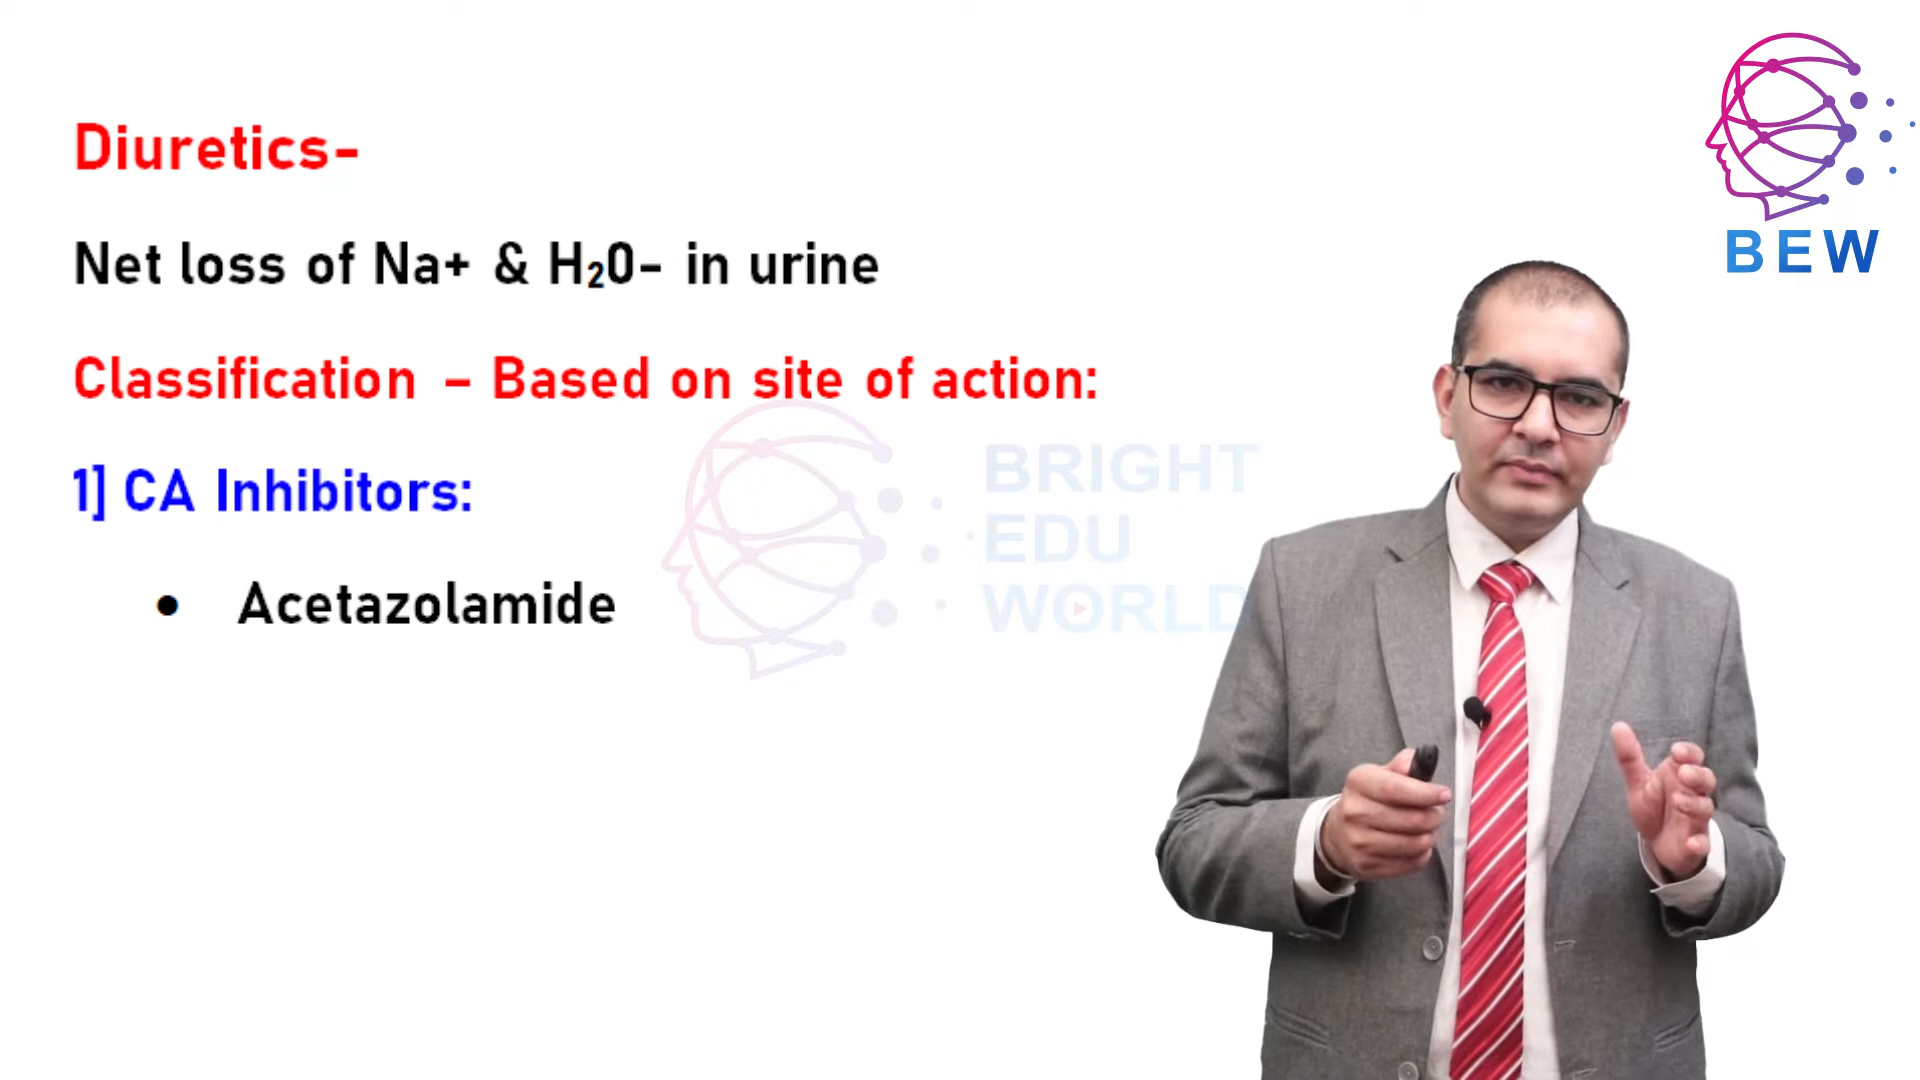 Diuretics-
Net loss of Na+ & H₂0- in urine
Classification - Based on site of action:
1] CA Inhibitors:
• Acetazolamide
BEW
BRIGHT
EDU
WORLD